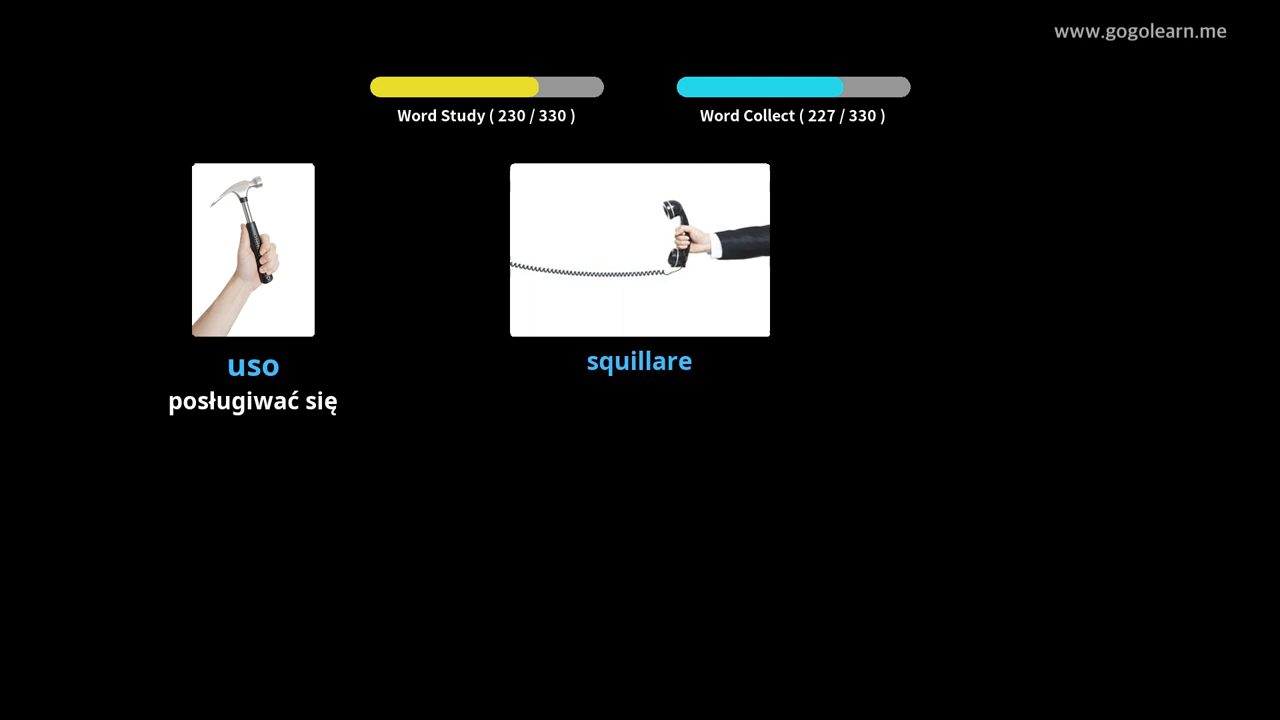 www.gogolearn.me
Word Study ( 230 / 330 )
Word Collect ( 227 / 330 )
uso
posługiwać się
squillare